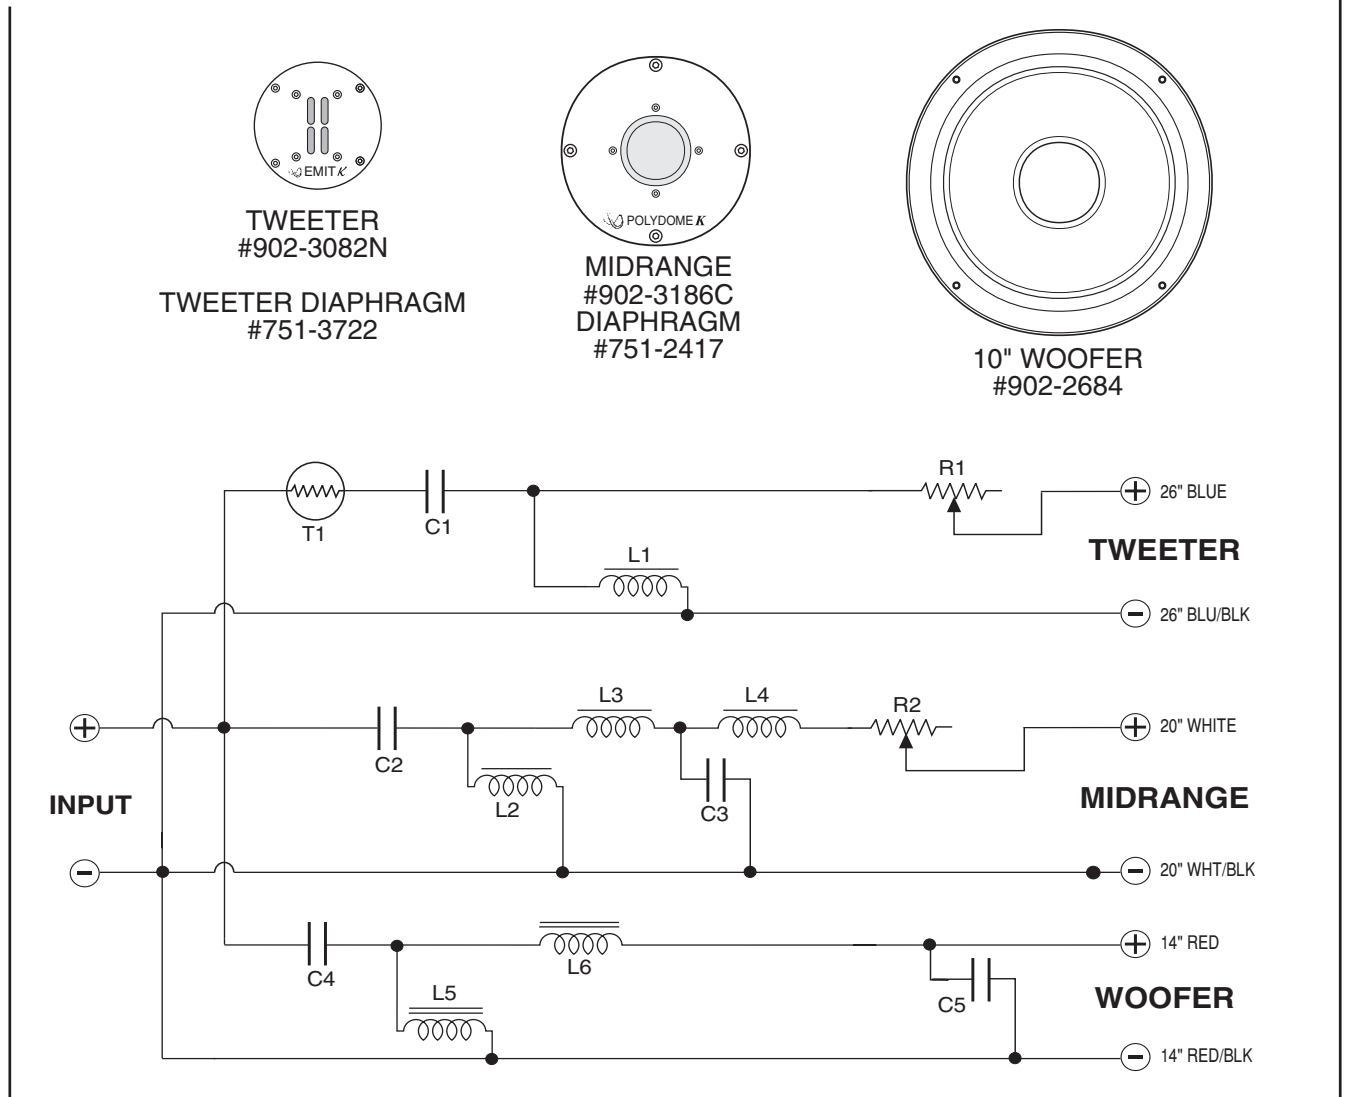 EMIT K
TWEETER
#902-3082N
TWEETER DIAPHRAGM
#751-3722
POLYDOME K
MIDRANGE
#902-3186C
DIAPHRAGM
#751-2417
10" WOOFER
#902-2684
T1
C1
R1
26" BLUE
TWEETER
L1
26" BLU/BLK
L3
L4
R2
20" WHITE
C2
L2
C3
MIDRANGE
INPUT
20" WHT/BLK
14" RED
C4
L6
L5
C5
WOOFER
14" RED/BLK